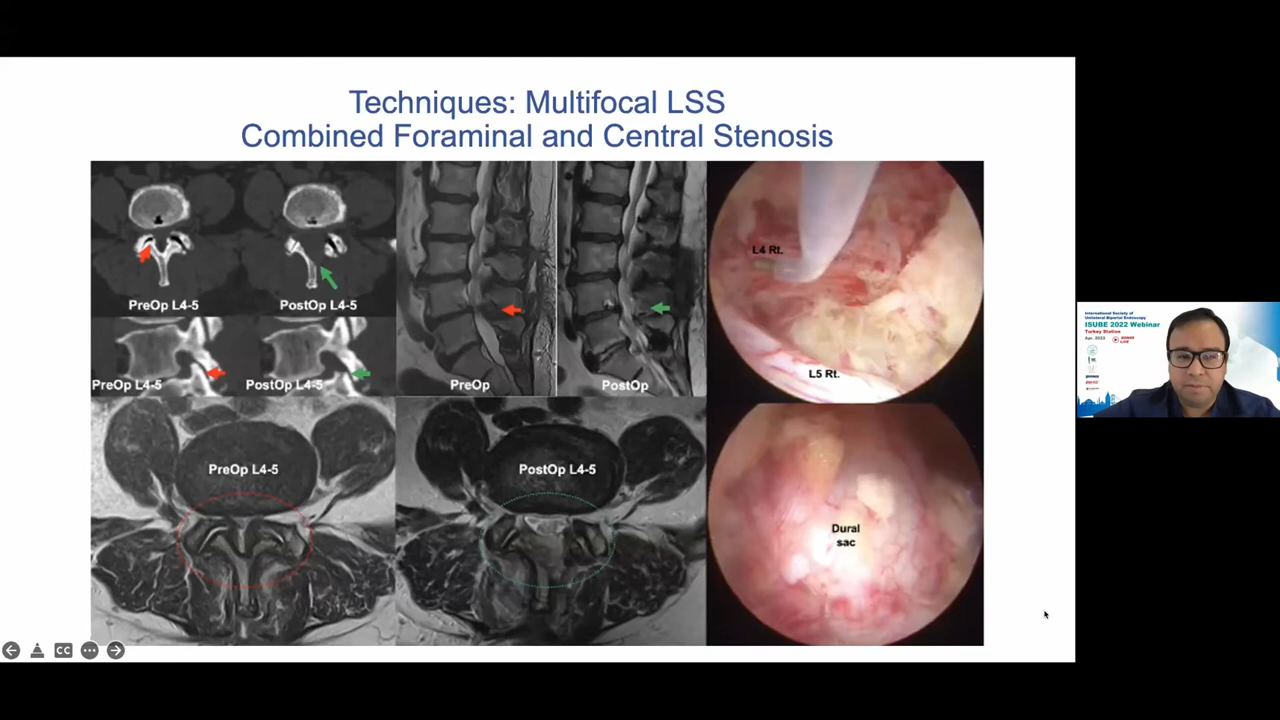 Techniques: Multifocal LSS
Combined Foraminal and Central Stenosis
PreOp L4-5
PostOp L4-5
PreOp L4-5
PostOp L4-5
PreOp
PostOp
L4 Rt.
L5 Rt.
PreOp L4-5
PostOp L4-5
Dural
sac
International Society of
Unilateral Biportal Endoscopy
ISUBE 2022 Webinar
Turkey Station
Apr. 2022
CC